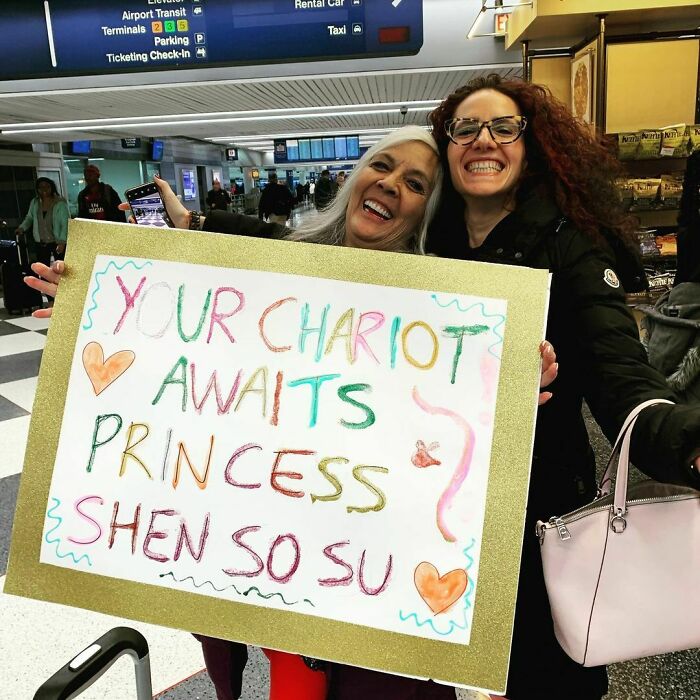 Elevator
Airport Transit
Terminals 2 3 5
Parking P
Ticketing Check-In
Rental Car
Taxi
YOUR CHARIOT
AWAITS
PRINCESS
SHEN SO SU